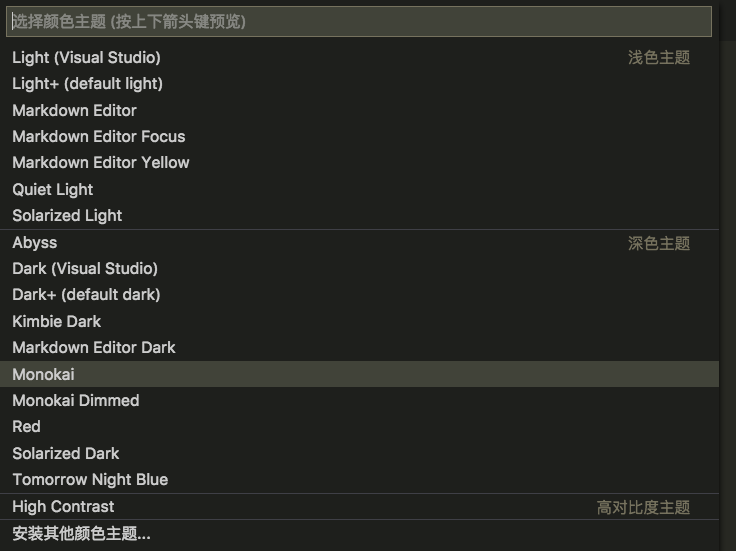 选择颜色主题 (按上下箭头键预览)
Light (Visual Studio) 浅色主题
Light+ (default light)
Markdown Editor
Markdown Editor Focus
Markdown Editor Yellow
Quiet Light
Solarized Light
Abyss 深色主题
Dark (Visual Studio)
Dark+ (default dark)
Kimbie Dark
Markdown Editor Dark
Monokai
Monokai Dimmed
Red
Solarized Dark
Tomorrow Night Blue
High Contrast 高对比度主题
安装其他颜色主题...